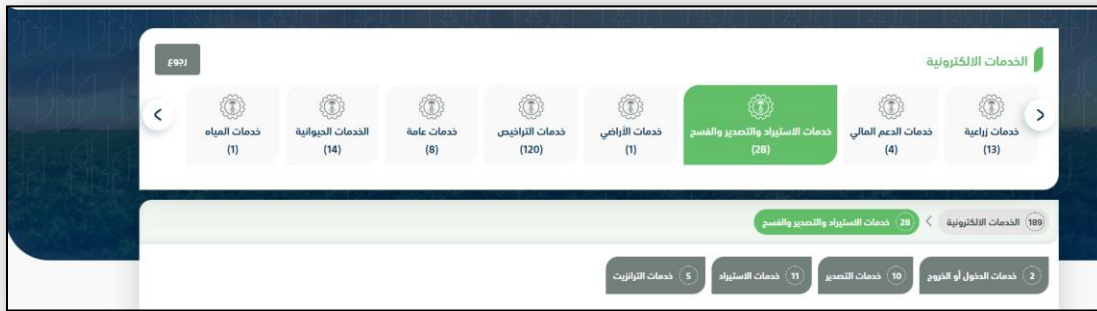 رجوع
الخدمات الالكترونية
خدمات زراعية
(13)
خدمات الدعم المالي
(4)
خدمات الاستيراد والتصدير والفسح
(28)
خدمات الأراضي
(1)
خدمات التراخيص
(120)
خدمات عامة
(8)
الخدمات الحيوانية
(14)
خدمات المياه
(1)
189 الخدمات الالكترونية > 28 خدمات الاستيراد والتصدير والفسح
2 خدمات الدخول أو الخروج
10 خدمات التصدير
11 خدمات الاستيراد
5 خدمات الترانزيت